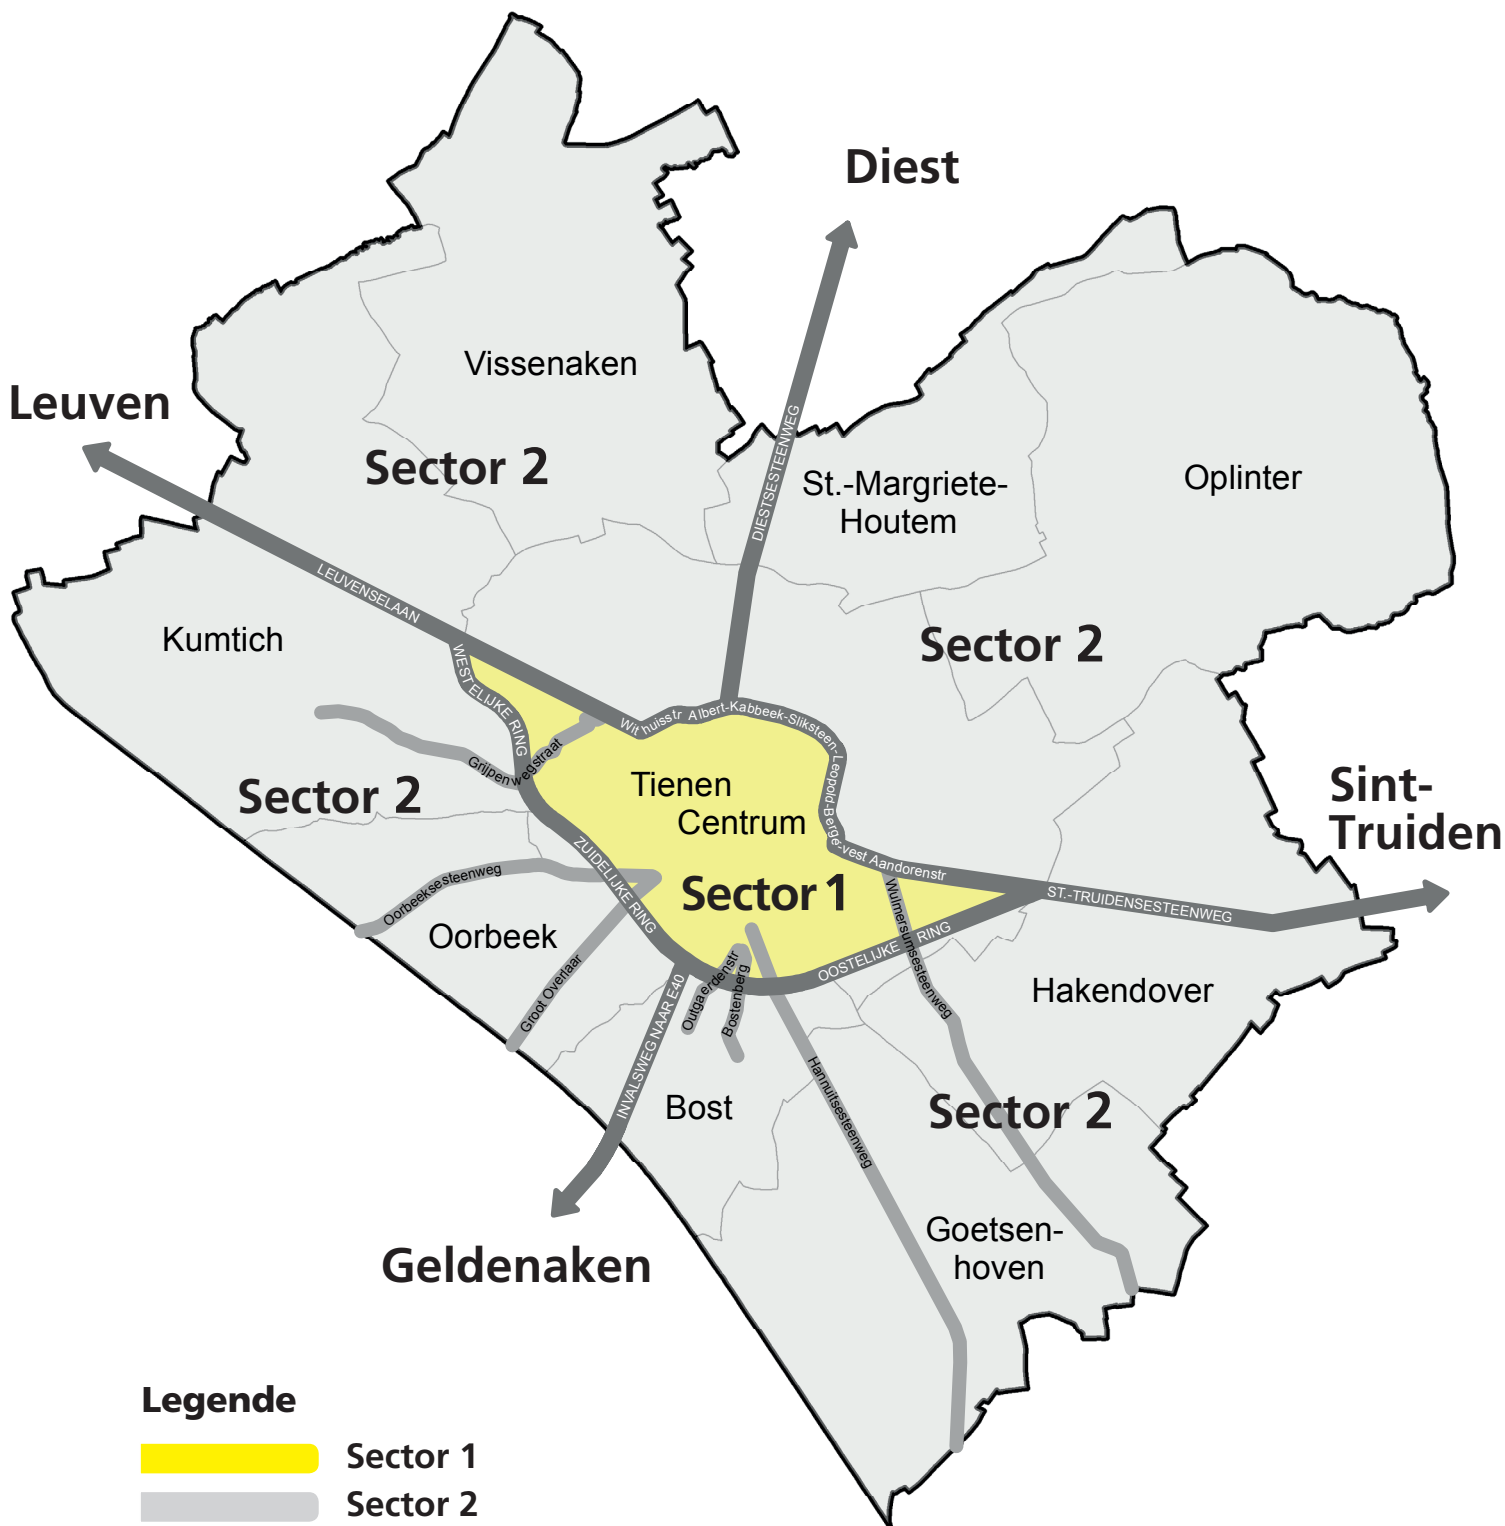 Diest
Vissenaken
Leuven
Sector 2
DIESTSESTEENWEG
St.-Margriete-
Houtem
Oplinter
LEUVENSELAAN
Kumtich
Sector 2
WESTELIJKE RING
Withuisstr Albert-Kabbeek-Sliksteen-Leopold-Berge-vest Aandorenstr
Grijpenwegstraat
Sector 2
Tienen
Centrum
Sint-
Truiden
ZUIDELIJKE RING
Oorbeeksesteenweg
Sector 1
Wulmersumsesteenweg
ST.-TRUIDENSESTEENWEG
Oorbeek
OOSTELIJKE RING
Groot Overlaar
Outgaerdenstr
Bostenberg
INVALSWEG NAAR E40
Hakendover
Hannuitsesteenweg
Bost
Sector 2
Goetsen-
hoven
Geldenaken
Legende
Sector 1
Sector 2